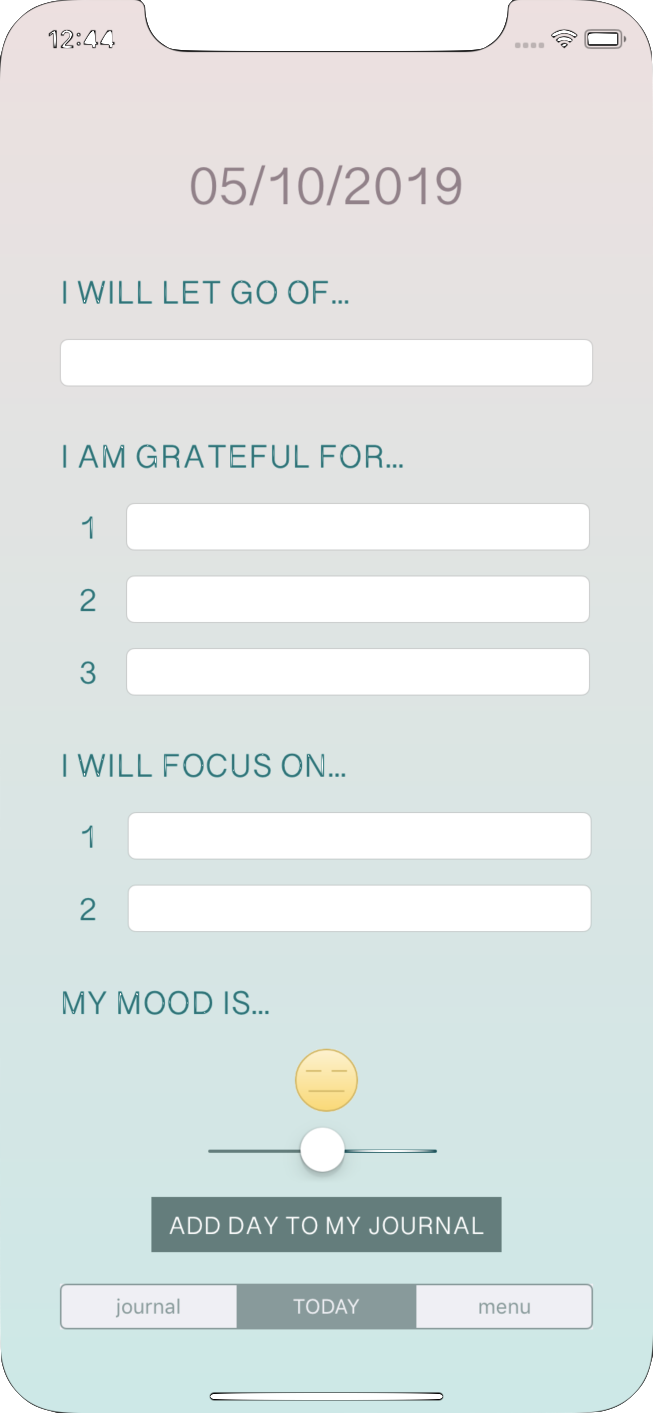 12:44
05/10/2019
I WILL LET GO OF...
I AM GRATEFUL FOR...
1
2
3
I WILL FOCUS ON...
1
2
MY MOOD IS...
ADD DAY TO MY JOURNAL
journal TODAY menu